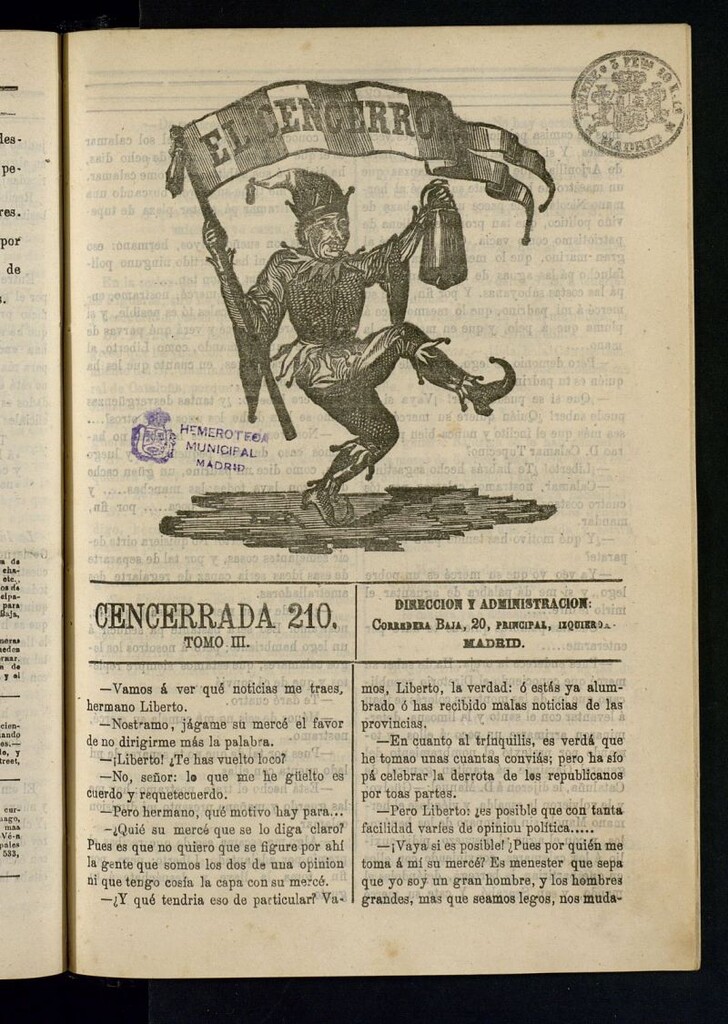 EL CENCERRO
TIMBRE * 3 PEtas 20 K.os
* MADRID *
HEMEROTECA
MUNICIPAL
MADRID
CENCERRADA 210.
TOMO III.
DIRECCION Y ADMINISTRACION:
CORREDERA BAJA, 20, PRINCIPAL, IZQUIERDA.
MADRID.
—Vamos á ver qué noticias me traes,
hermano Liberto.
—Nostramo, jágame su mercé el favor
de no dirigirme más la palabra.
—¡Liberto! ¿Te has vuelto loco?
—No, señor: lo que me he güelto es
cuerdo y requetecuerdo.
—Pero hermano, qué motivo hay para...
—¿Quié su mercé que se lo diga claro?
Pues es que no quiero que se figure por ahí
la gente que somos los dos de una opinion
ni que tengo cosía la capa con su mercé.
—¿Y qué tendria eso de particular? Va-
mos, Liberto, la verdad: ó estás ya alum-
brado ó has recibido malas noticias de las
provincias.
—En cuanto al trínquilis, es verdá que
he tomao unas cuantas conviás; pero ha sío
pá celebrar la derrota de los republicanos
por toas partes.
—Pero Liberto: ¿es posible que con tanta
facilidad varíes de opiniou política.....
—¡Vaya si es posible! ¿Pues por quién me
toma á mí su mercé? Es menester que sepa
que yo soy un gran hombre, y los hombres
grandes, mas que seamos legos, nos muda-